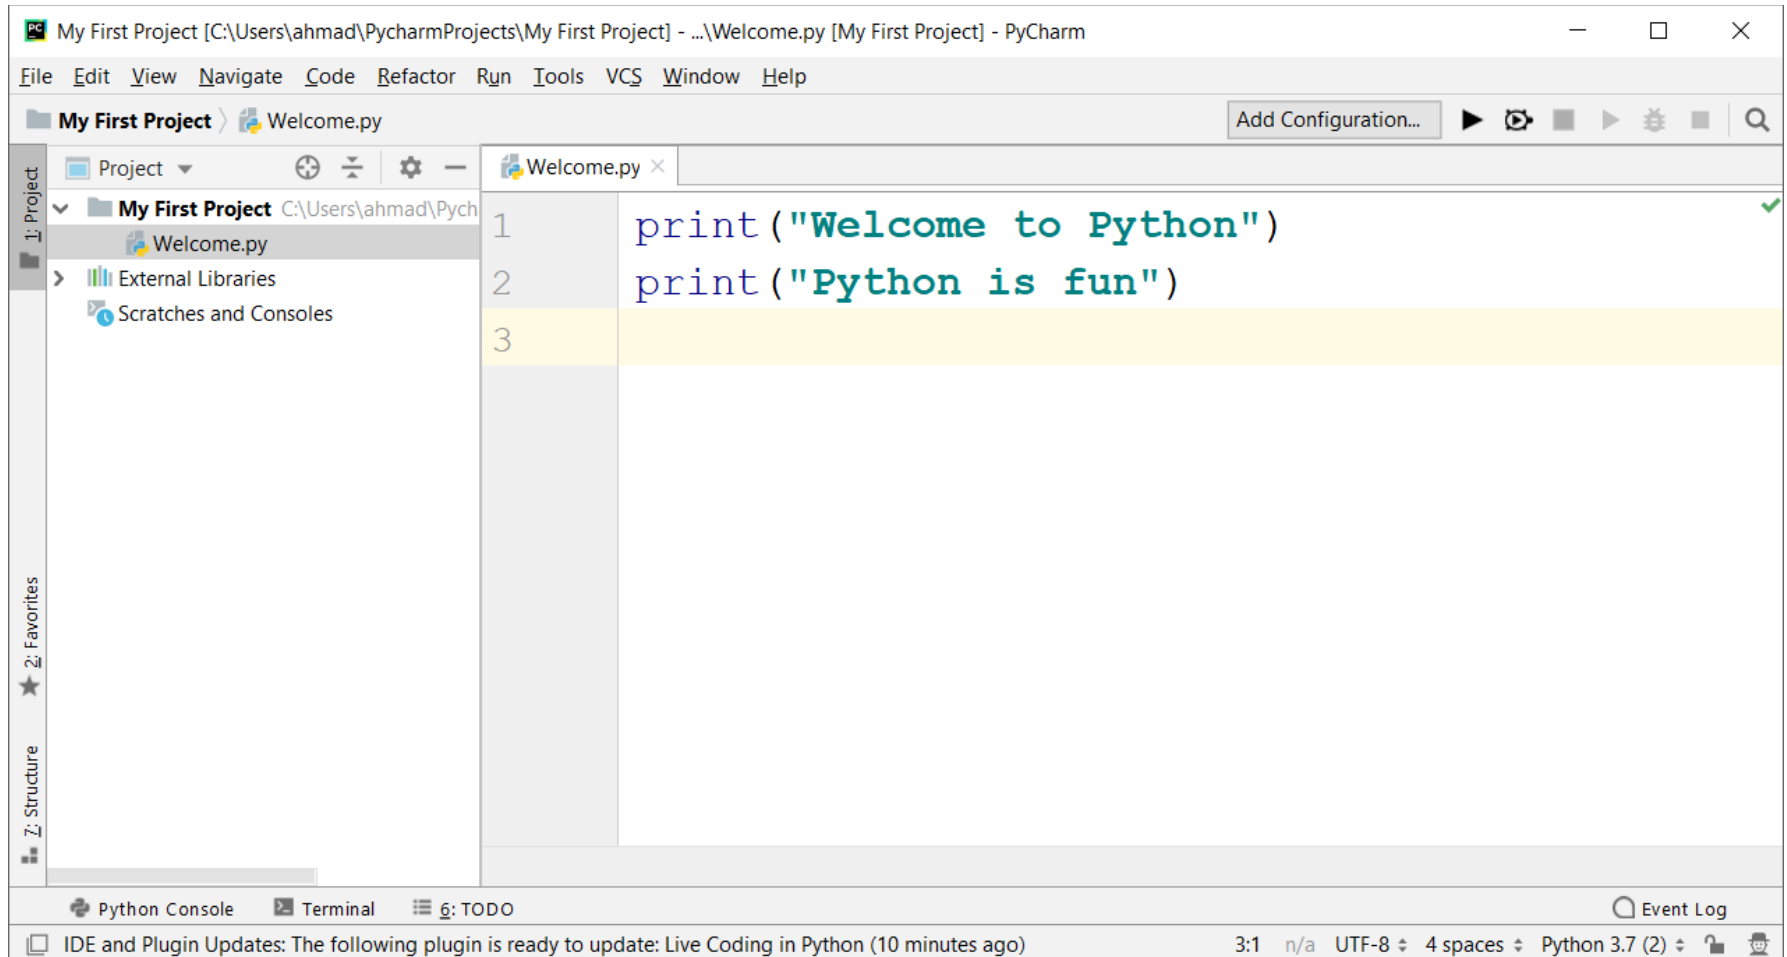 My First Project [C:\Users\ahmad\PycharmProjects\My First Project] - ...\Welcome.py [My First Project] - PyCharm
File Edit View Navigate Code Refactor Run Tools VCS Window Help
My First Project Welcome.py
Add Configuration...
1: Project
Project
Welcome.py
My First Project C:\Users\ahmad\Pych
Welcome.py
External Libraries
Scratches and Consoles
1 print("Welcome to Python")
2 print("Python is fun")
3
2: Favorites
7: Structure
Python Console Terminal 6: TODO Event Log
IDE and Plugin Updates: The following plugin is ready to update: Live Coding in Python (10 minutes ago) 3:1 n/a UTF-8 4 spaces Python 3.7 (2)